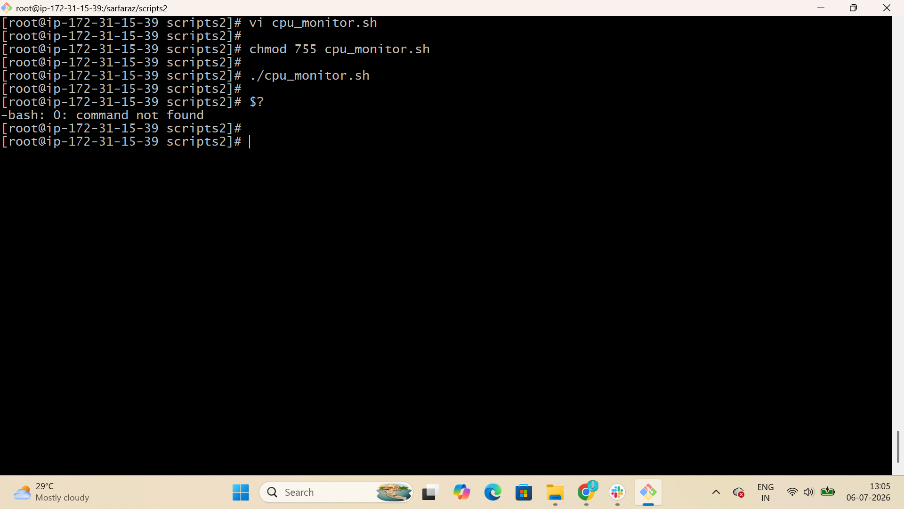 root@ip-172-31-15-39:/sarfaraz/scripts2
[root@ip-172-31-15-39 scripts2]# vi cpu_monitor.sh
[root@ip-172-31-15-39 scripts2]#
[root@ip-172-31-15-39 scripts2]# chmod 755 cpu_monitor.sh
[root@ip-172-31-15-39 scripts2]#
[root@ip-172-31-15-39 scripts2]# ./cpu_monitor.sh
[root@ip-172-31-15-39 scripts2]#
[root@ip-172-31-15-39 scripts2]# $?
-bash: 0: command not found
[root@ip-172-31-15-39 scripts2]#
[root@ip-172-31-15-39 scripts2]#
29°C
Mostly cloudy
Search
ENG
IN
13:05
06-07-2026